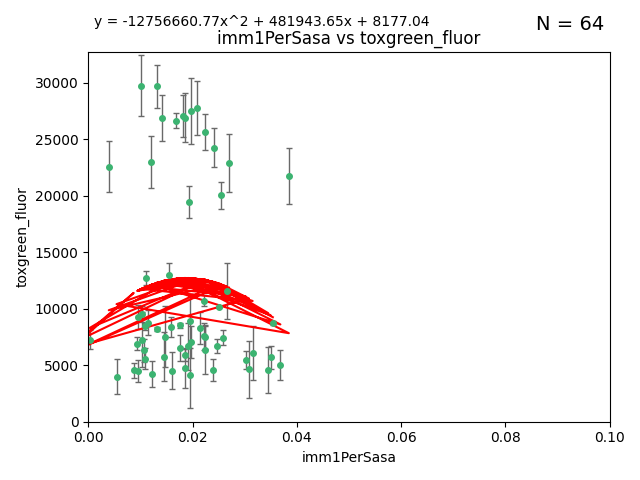 y = -12756660.77x^2 + 481943.65x + 8177.04
N = 64
imm1PerSasa vs toxgreen_fluor
toxgreen_fluor
30000
25000
20000
15000
10000
5000
0
0.00 0.02 0.04 0.06 0.08 0.10
imm1PerSasa